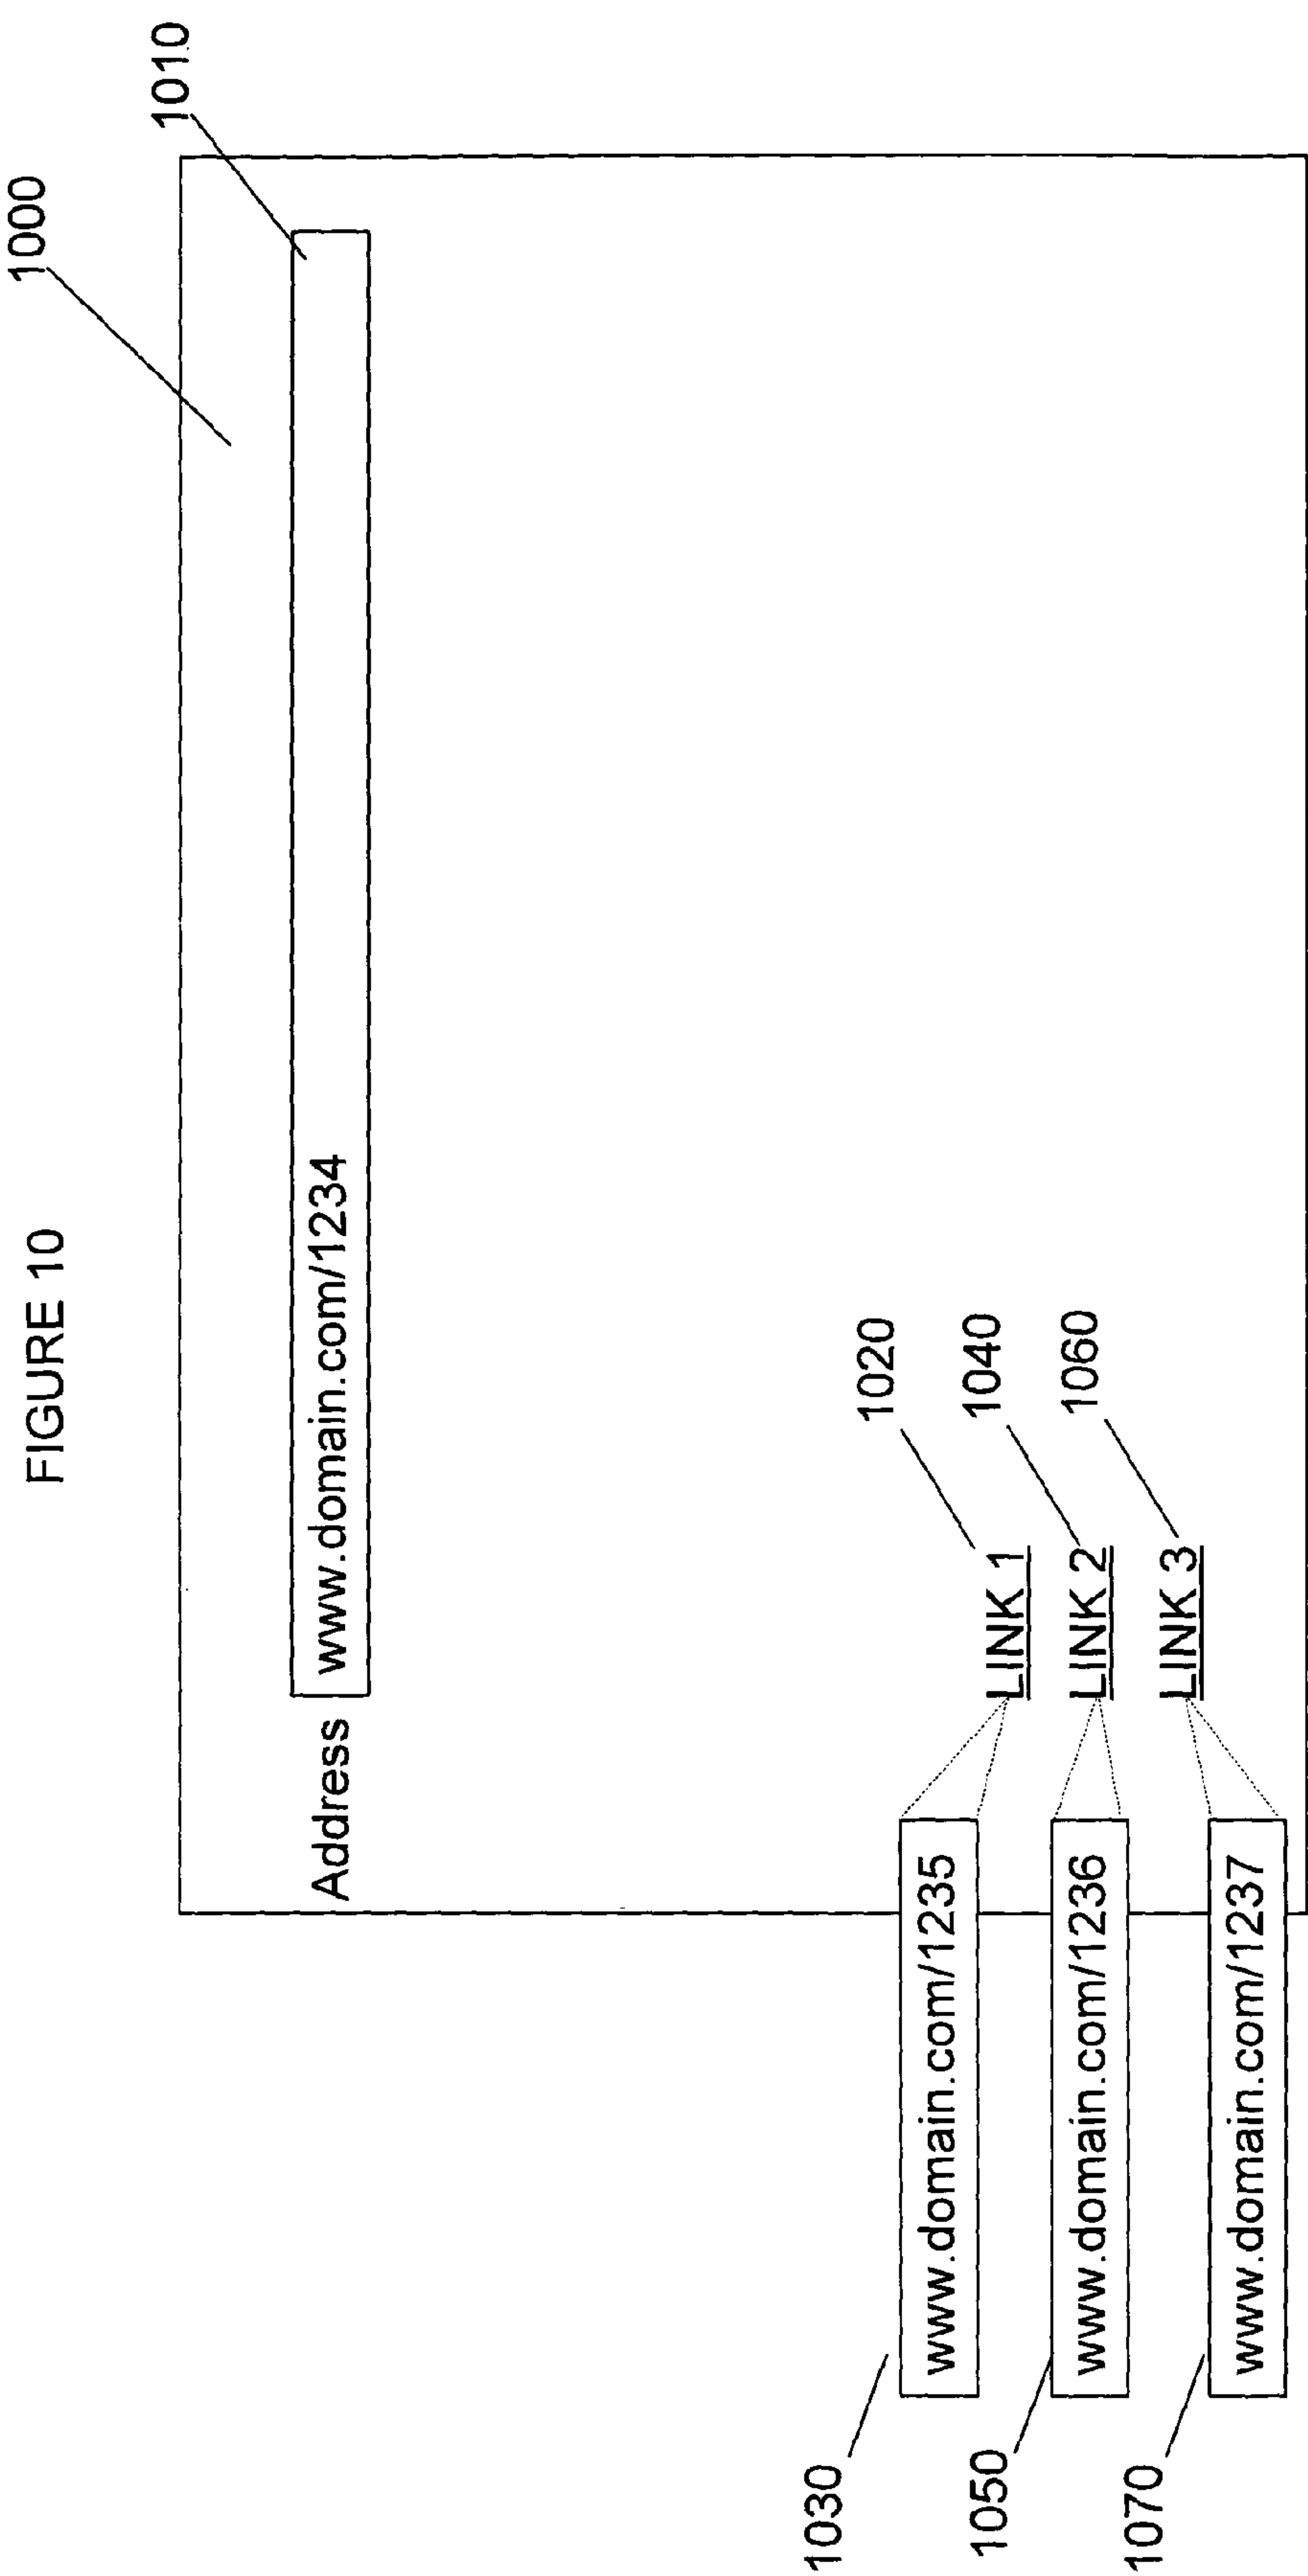 FIGURE 10
1000
1010
Address www.domain.com/1234
1020
LINK 1
1030
www.domain.com/1235
1040
LINK 2
1050
www.domain.com/1236
1060
LINK 3
1070
www.domain.com/1237